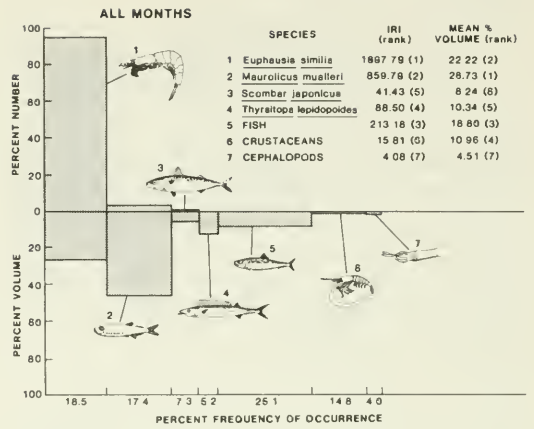 ALL MONTHS
SPECIES IRI (rank) MEAN % VOLUME (rank)
1 Euphausia similis 1897 79 (1) 22.22 (2)
2 Maurolicus muelleri 859.79 (2) 26.73 (1)
3 Scomber japonicus 41.43 (5) 8 24 (6)
4 Thyrsitops lepidopoides 88.50 (4) 10.34 (5)
5 FISH 213 18 (3) 18 80 (3)
6 CRUSTACEANS 15 81 (6) 10 96 (4)
7 CEPHALOPODS 4 08 (7) 4.51 (7)
PERCENT NUMBER
100
80
60
40
20
0
PERCENT VOLUME
20
40
60
80
100
1
2
3
4
5
6
7
18.5 17 4 7 3 5 2 25 1 14 8 4 0
PERCENT FREQUENCY OF OCCURRENCE